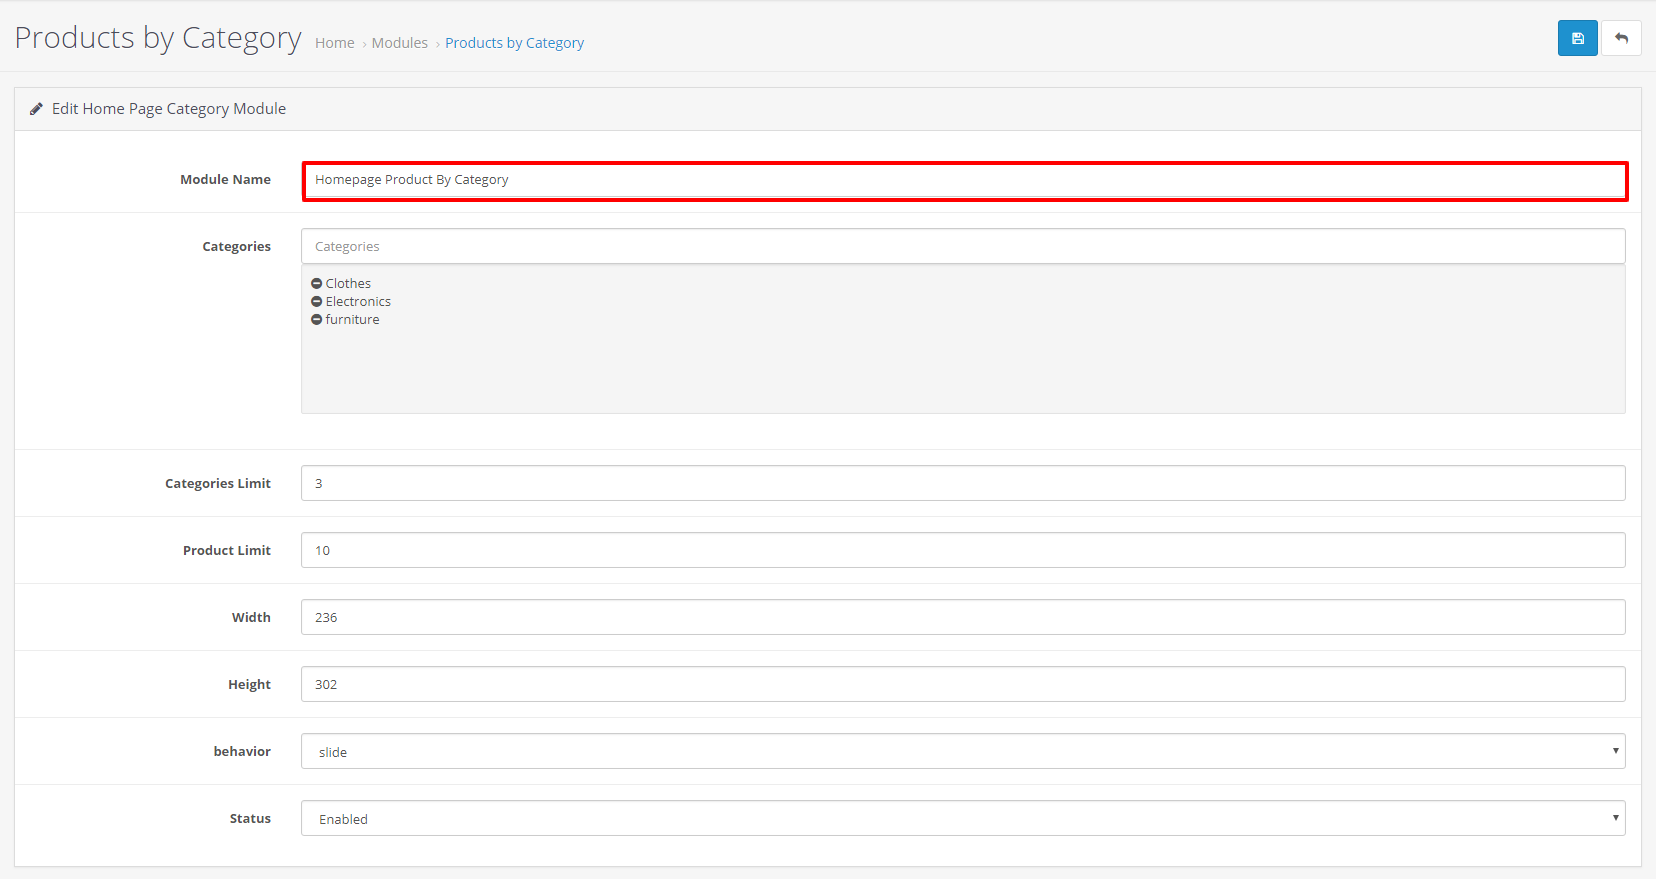 Products by Category
Home › Modules › Products by Category
Edit Home Page Category Module
Module Name
Homepage Product By Category
Categories
Categories
Clothes
Electronics
furniture
Categories Limit
3
Product Limit
10
Width
236
Height
302
behavior
slide
Status
Enabled